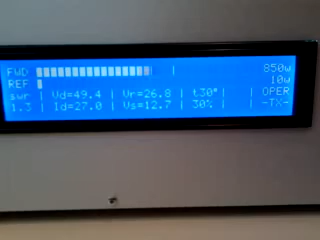 FWD 850w
REF 10w
swr | Vd=49.4 | Vr=26.8 | t30° | | OPER
1.3 | Id=27.0 | Vs=12.7 | 30% | | -TX-